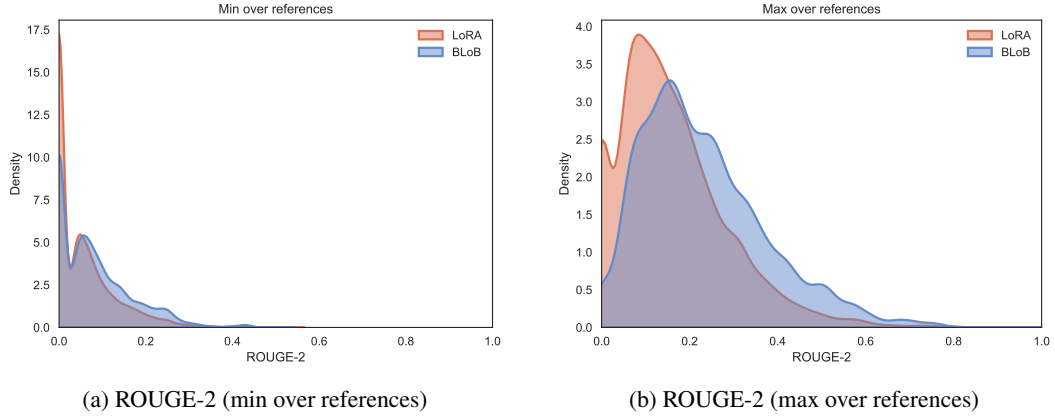 Min over references
17.5
15.0
12.5
10.0
7.5
5.0
2.5
0.0
Density
0.0 0.2 0.4 0.6 0.8 1.0
ROUGE-2
LoRA
BLoB
(a) ROUGE-2 (min over references)
Max over references
4.0
3.5
3.0
2.5
2.0
1.5
1.0
0.5
0.0
Density
0.0 0.2 0.4 0.6 0.8 1.0
ROUGE-2
LoRA
BLoB
(b) ROUGE-2 (max over references)